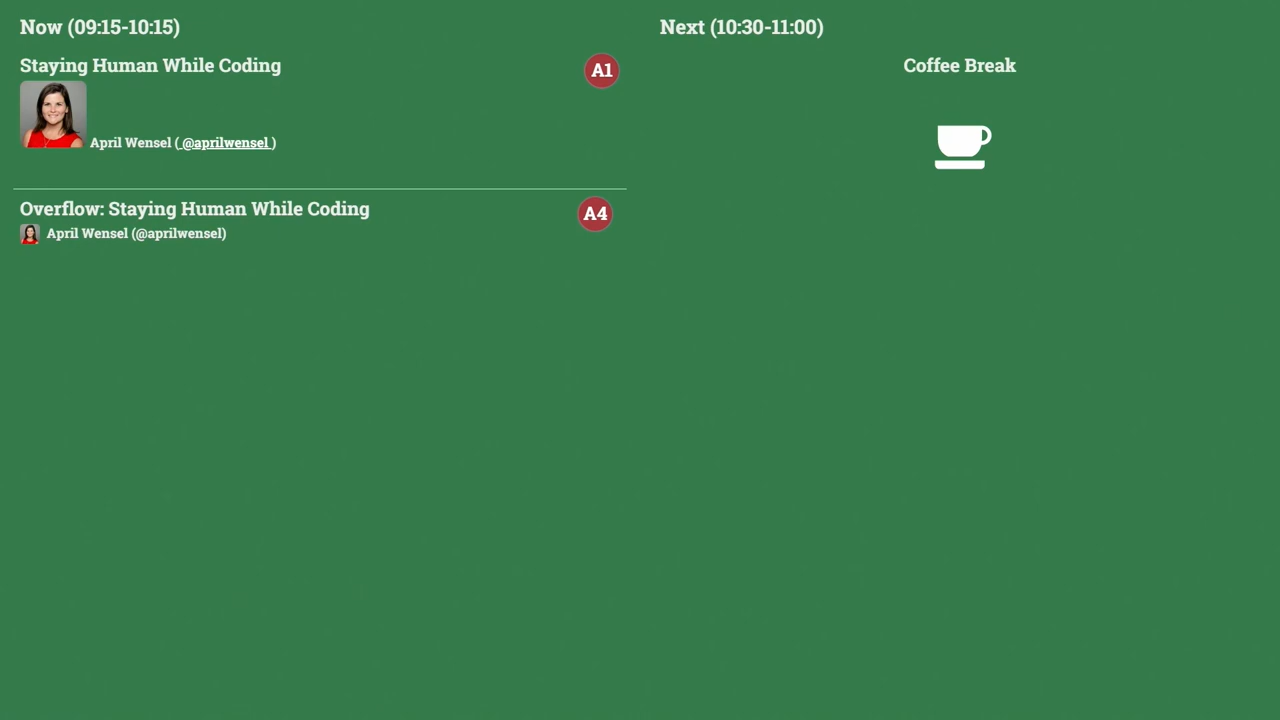 Now (09:15-10:15)
Staying Human While Coding
A1
April Wensel ( @aprilwensel )
Overflow: Staying Human While Coding
A4
April Wensel (@aprilwensel)
Next (10:30-11:00)
Coffee Break